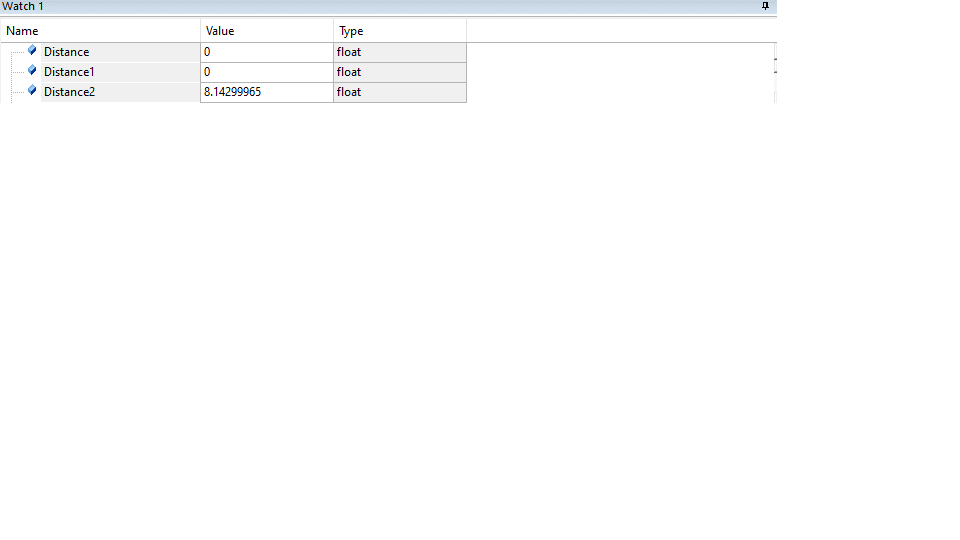 Watch 1
Name Value Type
Distance 0 float
Distance1 0 float
Distance2 8.14299965 float